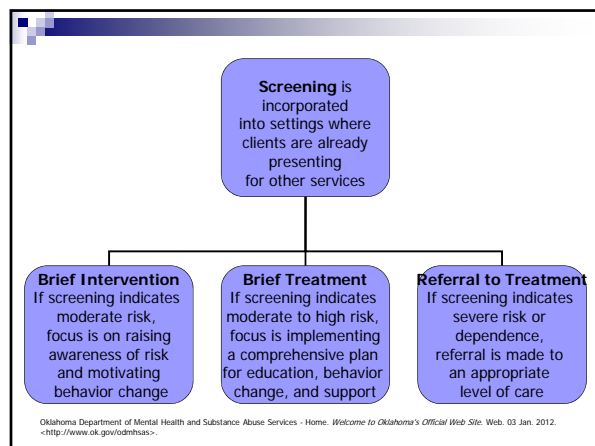 Screening is
incorporated
into settings where
clients are already
presenting
for other services
Brief Intervention
If screening indicates
moderate risk,
focus is on raising
awareness of risk
and motivating
behavior change
Brief Treatment
If screening indicates
moderate to high risk,
focus is implementing
a comprehensive plan
for education, behavior
change, and support
Referral to Treatment
If screening indicates
severe risk or
dependence,
referral is made to
an appropriate
level of care
Oklahoma Department of Mental Health and Substance Abuse Services - Home. Welcome to Oklahoma's Official Web Site. Web. 03 Jan. 2012.
<http://www.ok.gov/odmhsas>.